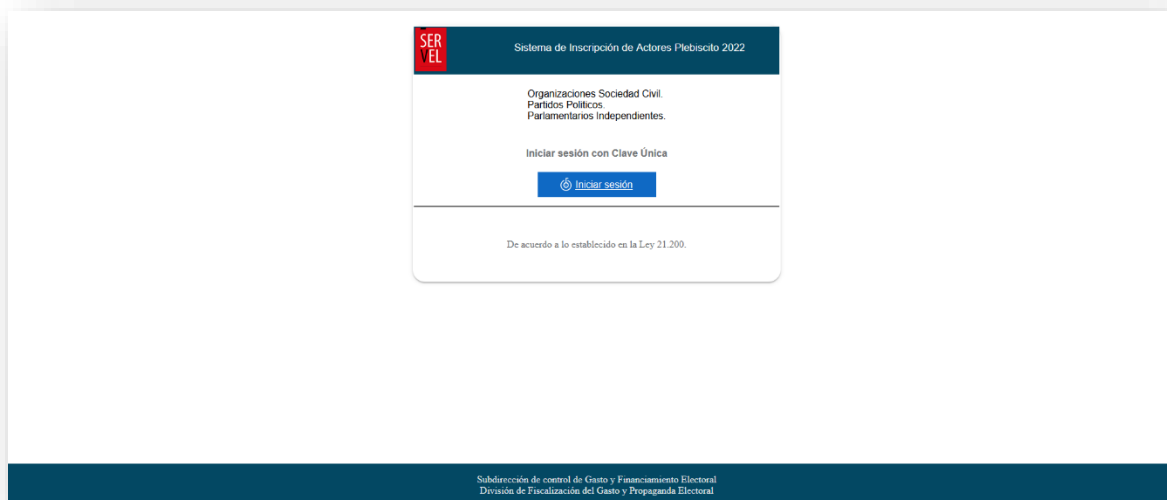 SER
VEL
Sistema de Inscripción de Actores Plebiscito 2022
Organizaciones Sociedad Civil.
Partidos Politicos.
Parlamentarios Independientes.
Iniciar sesión con Clave Única
Iniciar sesión
De acuerdo a lo establecido en la Ley 21.200.
Subdirección de control de Gasto y Financiamiento Electoral
División de Fiscalización del Gasto y Propaganda Electoral